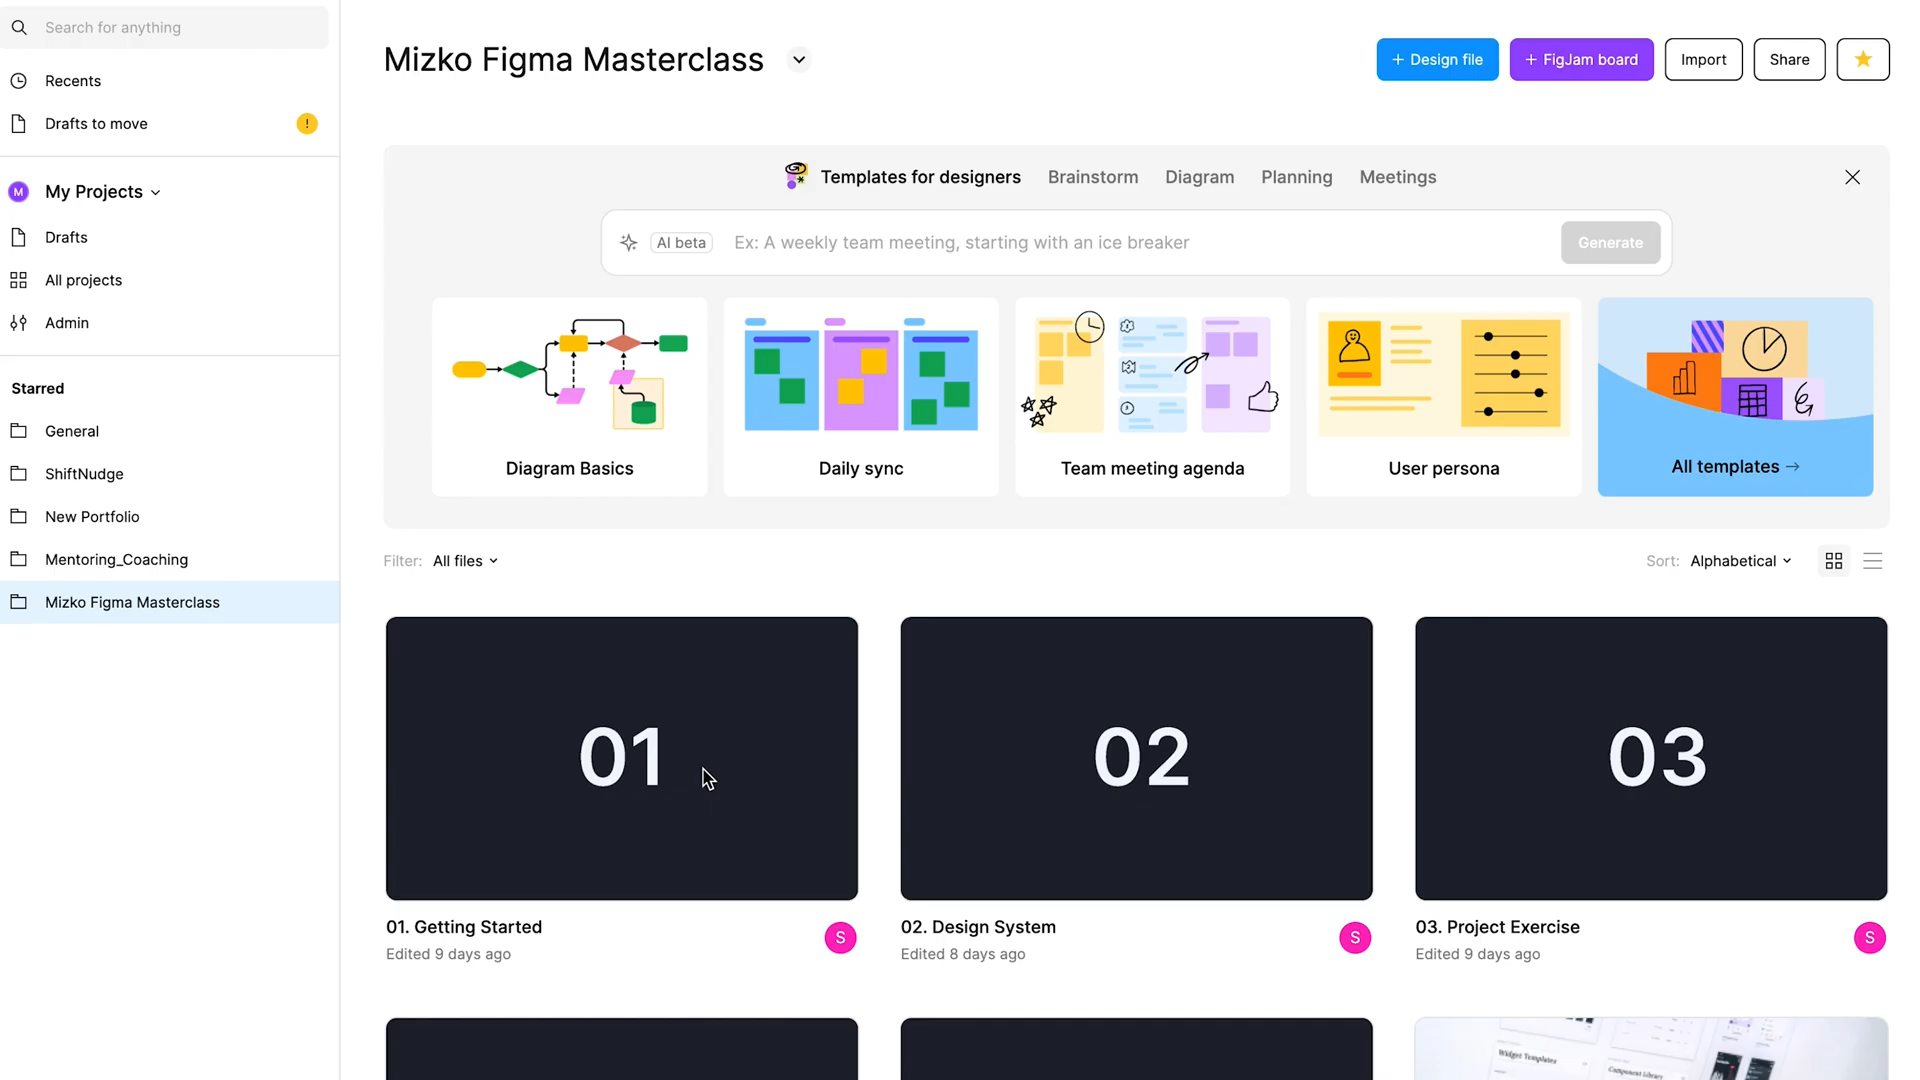 Search for anything
Recents
Drafts to move
!
M
My Projects
Drafts
All projects
Admin
Starred
General
ShiftNudge
New Portfolio
Mentoring_Coaching
Mizko Figma Masterclass
Mizko Figma Masterclass
+ Design file
+ FigJam board
Import
Share
Templates for designers
Brainstorm
Diagram
Planning
Meetings
AI beta
Ex: A weekly team meeting, starting with an ice breaker
Generate
Diagram Basics
Daily sync
Team meeting agenda
User persona
All templates →
Filter: All files
Sort: Alphabetical
01
02
03
01. Getting Started
Edited 9 days ago
S
02. Design System
Edited 8 days ago
S
03. Project Exercise
Edited 9 days ago
S
Widget Templates
Component Library